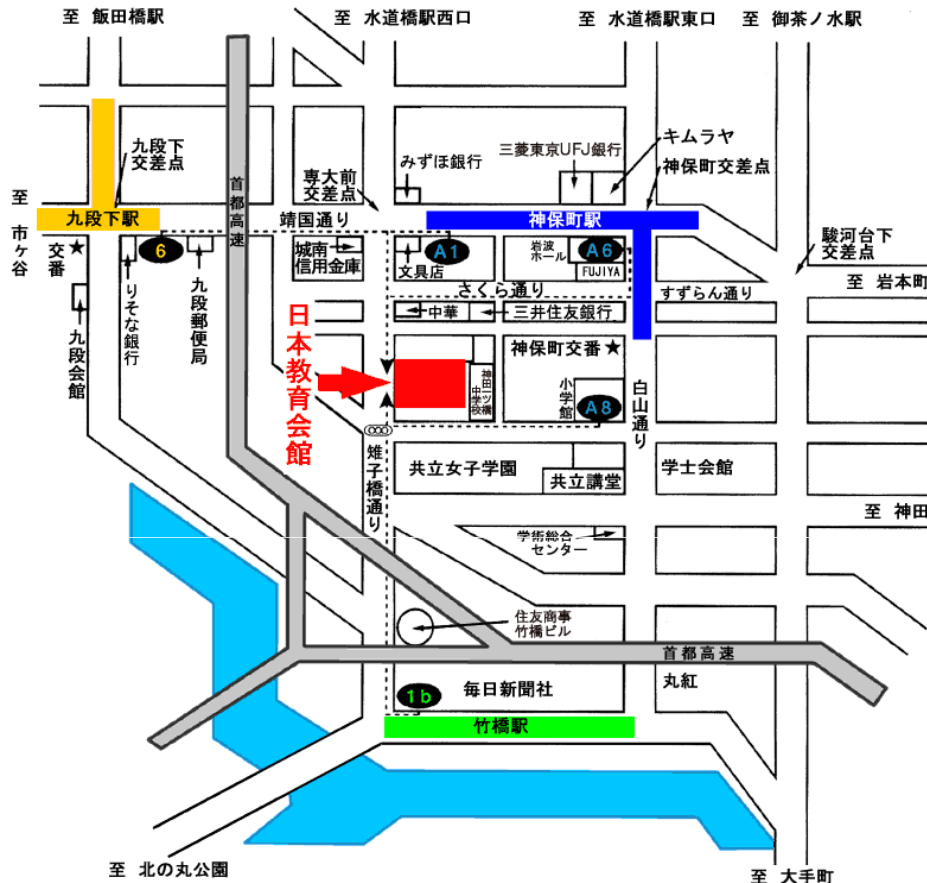 至 飯田橋駅
至 水道橋駅西口
至 水道橋駅東口
至 御茶ノ水駅
九段下
交差点
首都高速
専大前
交差点
みずほ銀行
三菱東京UFJ銀行
キムラヤ
神保町交差点
至 市ヶ谷
九段下駅
靖国通り
神保町駅
駿河台下
交差点
交番
★
6
城南
信用金庫
文具店
A1
岩波
ホール
A6
FUJIYA
りそな銀行
九段郵便局
九段会館
さくら通り
すずらん通り
至 岩本町
中華
三井住友銀行
日本教育会館
神田一ツ橋
中学校
神保町交番★
小学館
A8
白山通り
雉子橋通り
共立女子学園
共立講堂
学士会館
至 神田
学術総合
センター
住友商事
竹橋ビル
首都高速
丸紅
1b
毎日新聞社
竹橋駅
至 北の丸公園
至 大手町